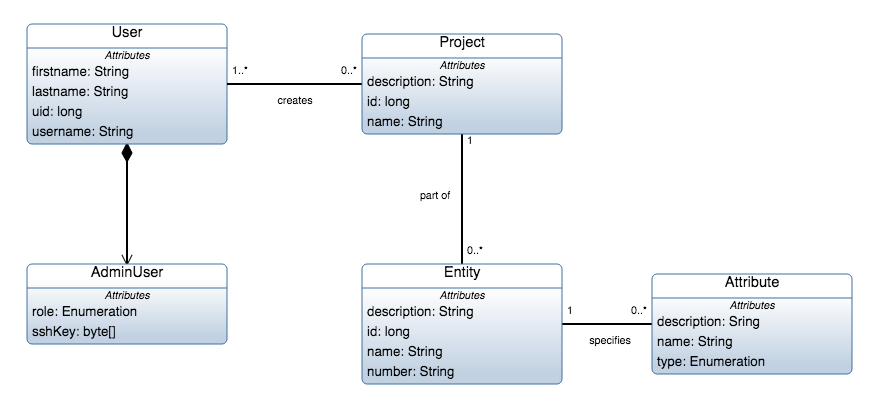 User
Attributes
firstname: String
lastname: String
uid: long
username: String
1..*
0..*
creates
Project
Attributes
description: String
id: long
name: String
1
part of
0..*
AdminUser
Attributes
role: Enumeration
sshKey: byte[]
Entity
Attributes
description: String
id: long
name: String
number: String
1
0..*
specifies
Attribute
Attributes
description: Sring
name: String
type: Enumeration